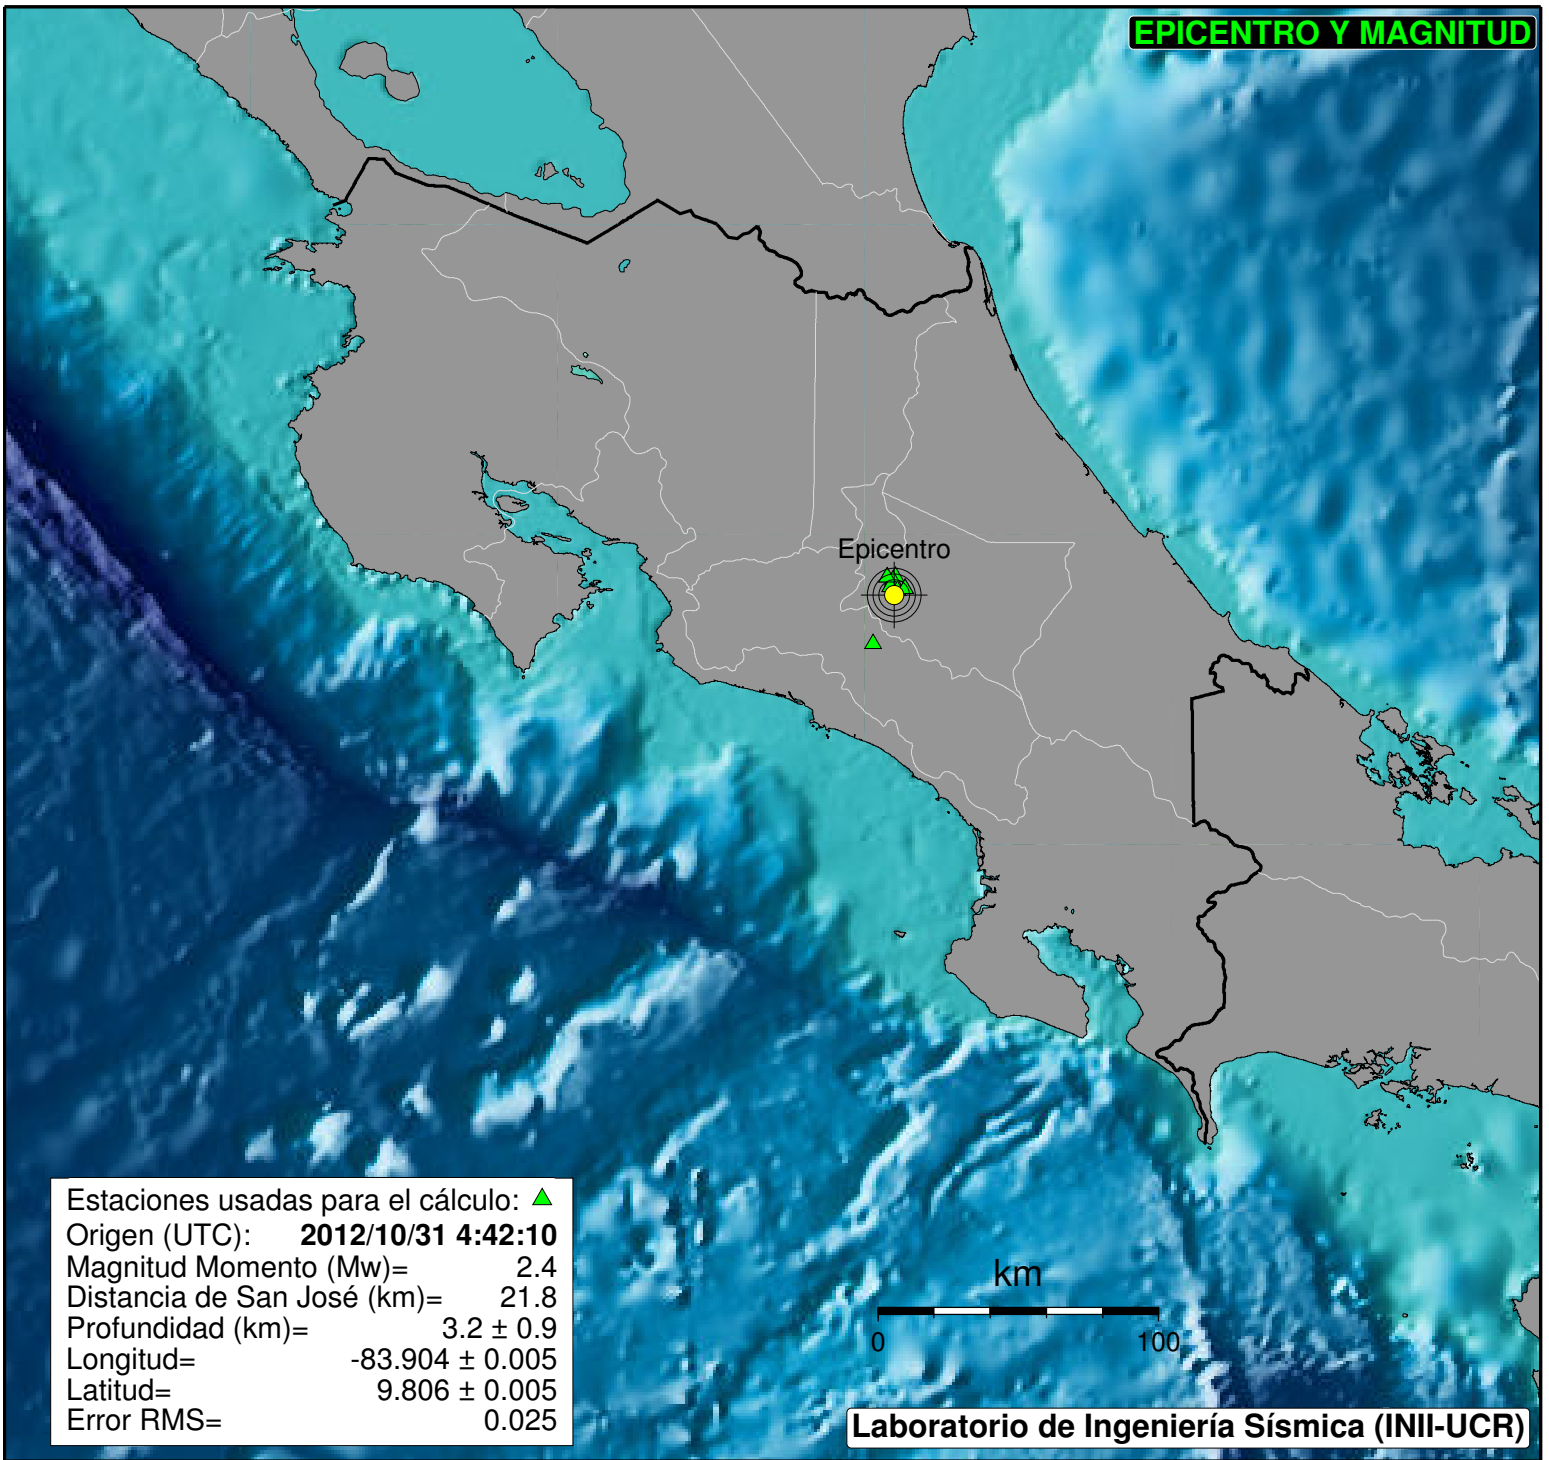 EPICENTRO Y MAGNITUD
Epicentro
Estaciones usadas para el cálculo:
Origen (UTC): 2012/10/31 4:42:10
Magnitud Momento (Mw)= 2.4
Distancia de San José (km)= 21.8
Profundidad (km)= 3.2 ± 0.9
Longitud= -83.904 ± 0.005
Latitud= 9.806 ± 0.005
Error RMS= 0.025
km
0 100
Laboratorio de Ingeniería Sísmica (INII-UCR)